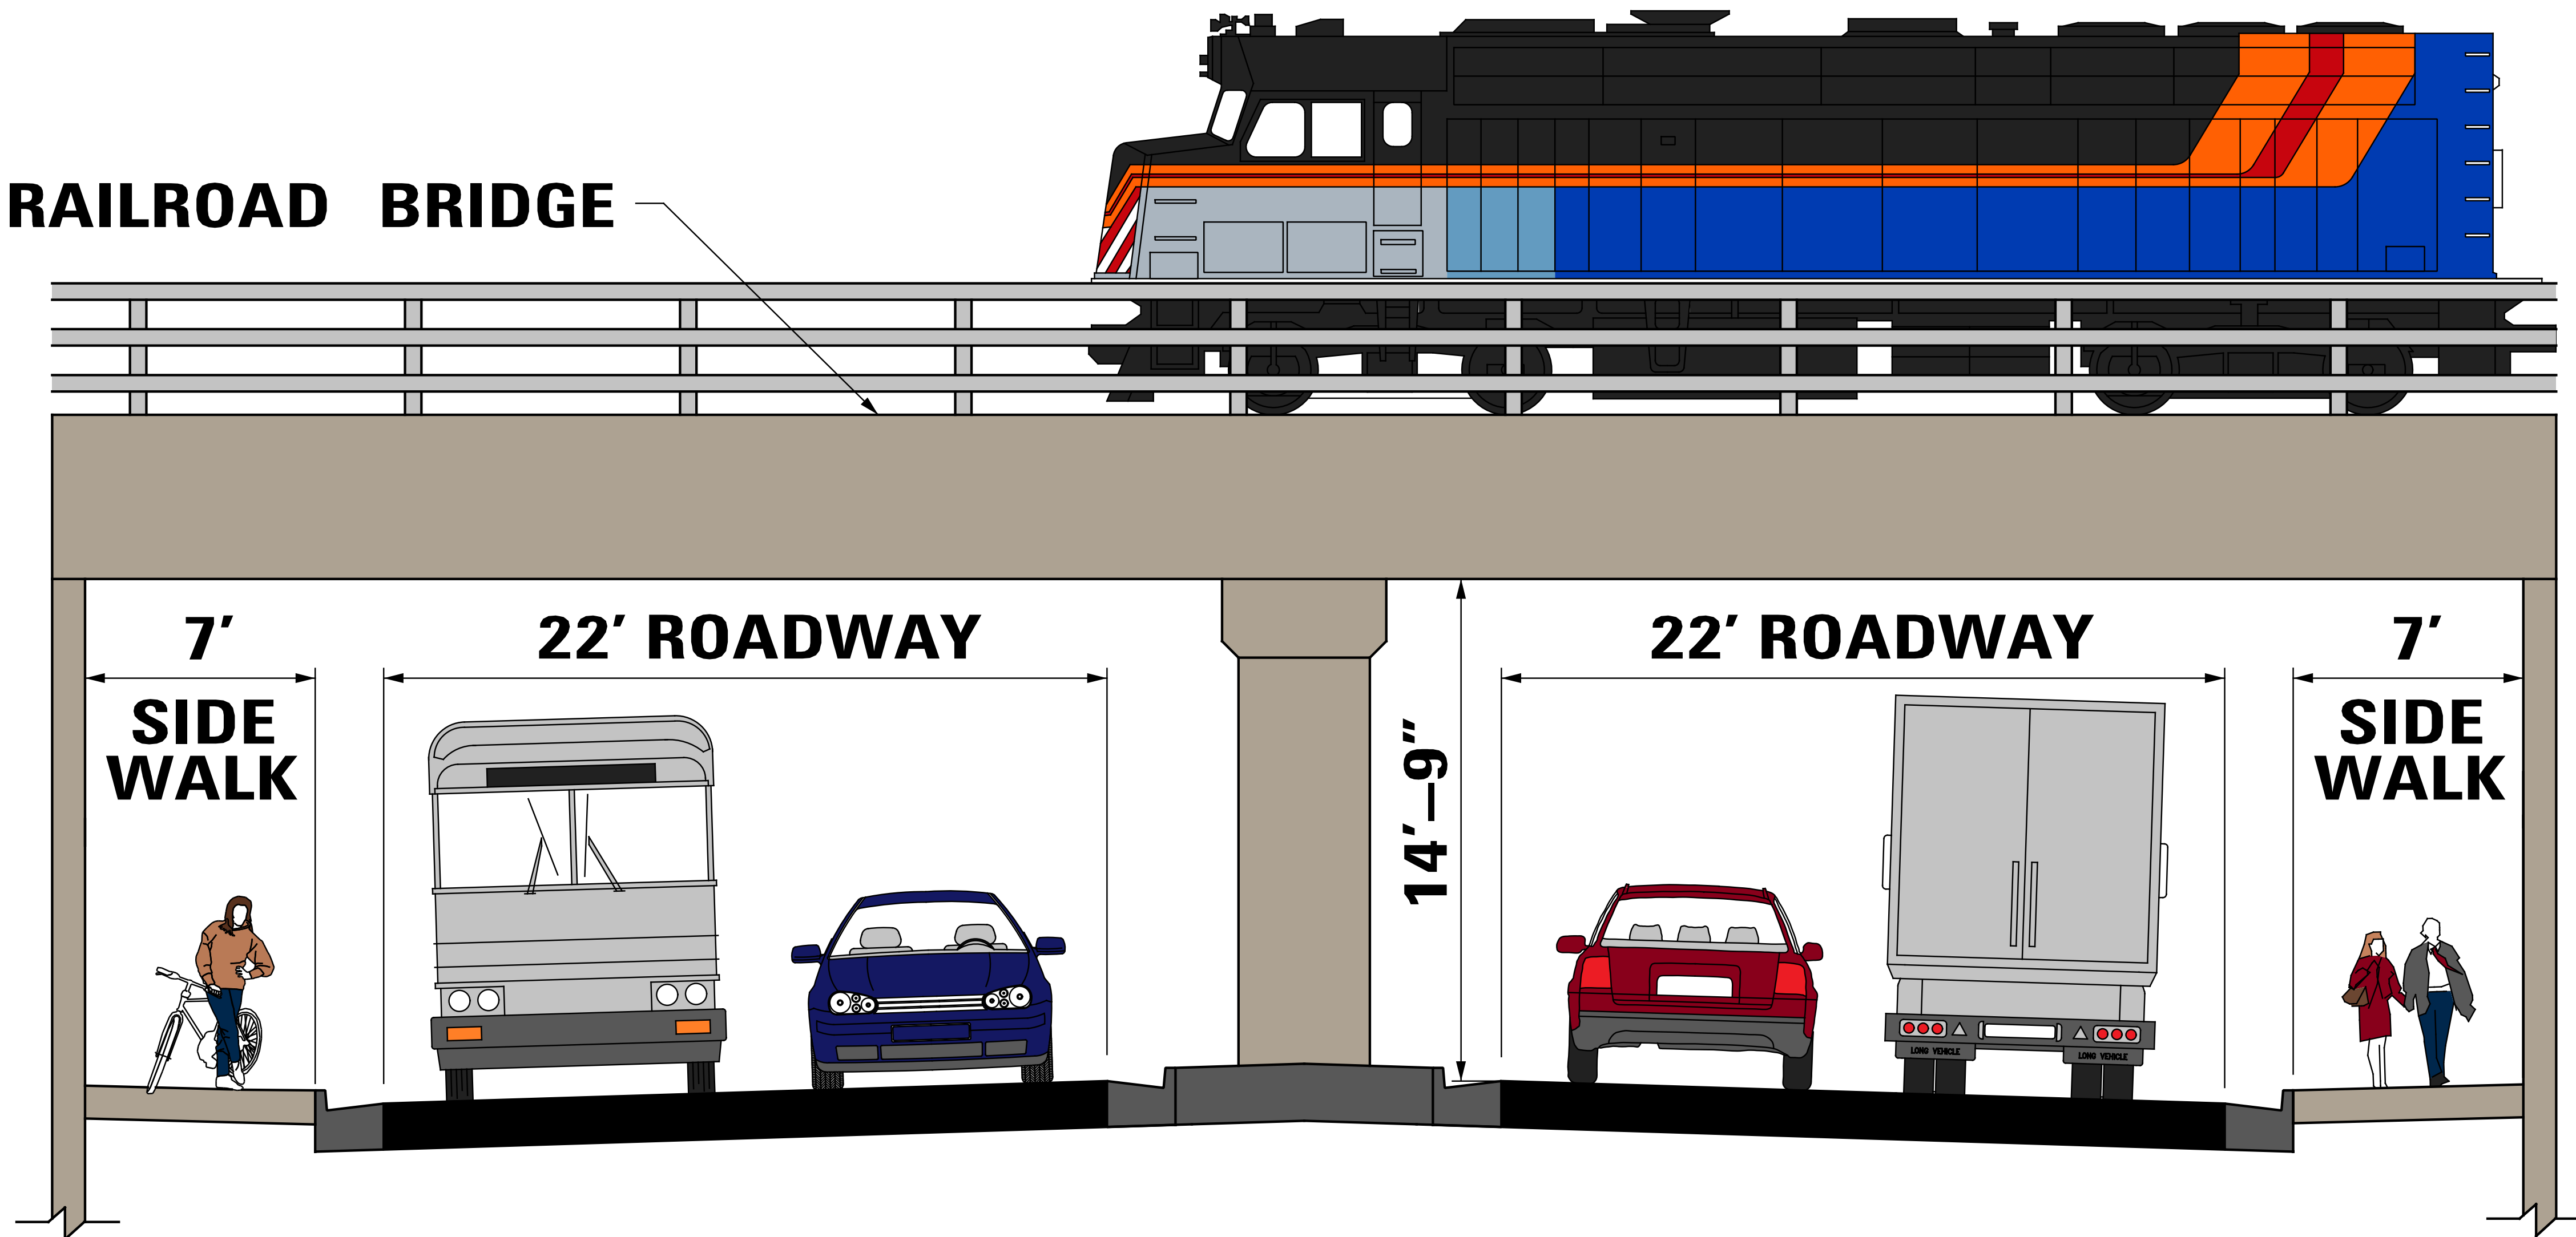 RAILROAD BRIDGE
7′
22′ ROADWAY
22′ ROADWAY
7′
SIDE
WALK
SIDE
WALK
14′–9″
LONG VEHICLE
LONG VEHICLE